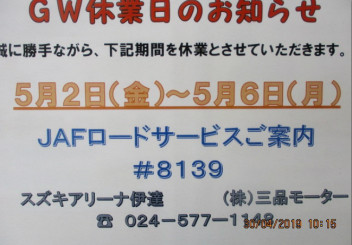 GW休業日のお知らせ
誠に勝手ながら、下記期間を休業とさせていただきます。
5月2日(金)～5月6日(月)
JAFロードサービスご案内
#8139
スズキアリーナ伊達 (株)三品モーター
☎ 024-577-1148
30/04/2019 10:15